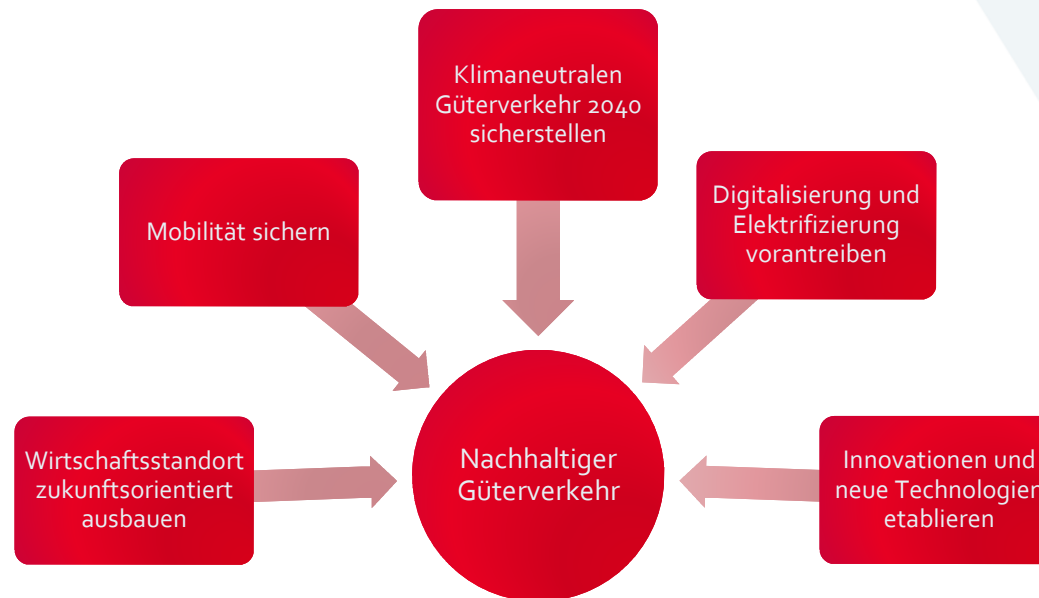 Klimaneutralen
Güterverkehr 2040
sicherstellen
Mobilität sichern
Digitalisierung und
Elektrifizierung
vorantreiben
Wirtschaftsstandort
zukunftsorientiert
ausbauen
Nachhaltiger
Güterverkehr
Innovationen und
neue Technologien
etablieren